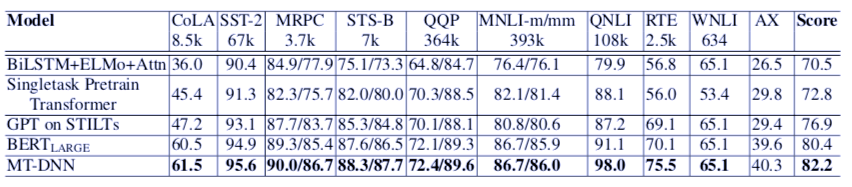 Model CoLA SST-2 MRPC STS-B QQP MNLI-m/mm QNLI RTE WNLI AX Score
8.5k 67k 3.7k 7k 364k 393k 108k 2.5k 634
BiLSTM+ELMo+Attn 36.0 90.4 84.9/77.9 75.1/73.3 64.8/84.7 76.4/76.1 79.9 56.8 65.1 26.5 70.5
Singletask Pretrain
Transformer 45.4 91.3 82.3/75.7 82.0/80.0 70.3/88.5 82.1/81.4 88.1 56.0 53.4 29.8 72.8
GPT on STILTs 47.2 93.1 87.7/83.7 85.3/84.8 70.1/88.1 80.8/80.6 87.2 69.1 65.1 29.4 76.9
BERTLARGE 60.5 94.9 89.3/85.4 87.6/86.5 72.1/89.3 86.7/85.9 91.1 70.1 65.1 39.6 80.4
MT-DNN 61.5 95.6 90.0/86.7 88.3/87.7 72.4/89.6 86.7/86.0 98.0 75.5 65.1 40.3 82.2